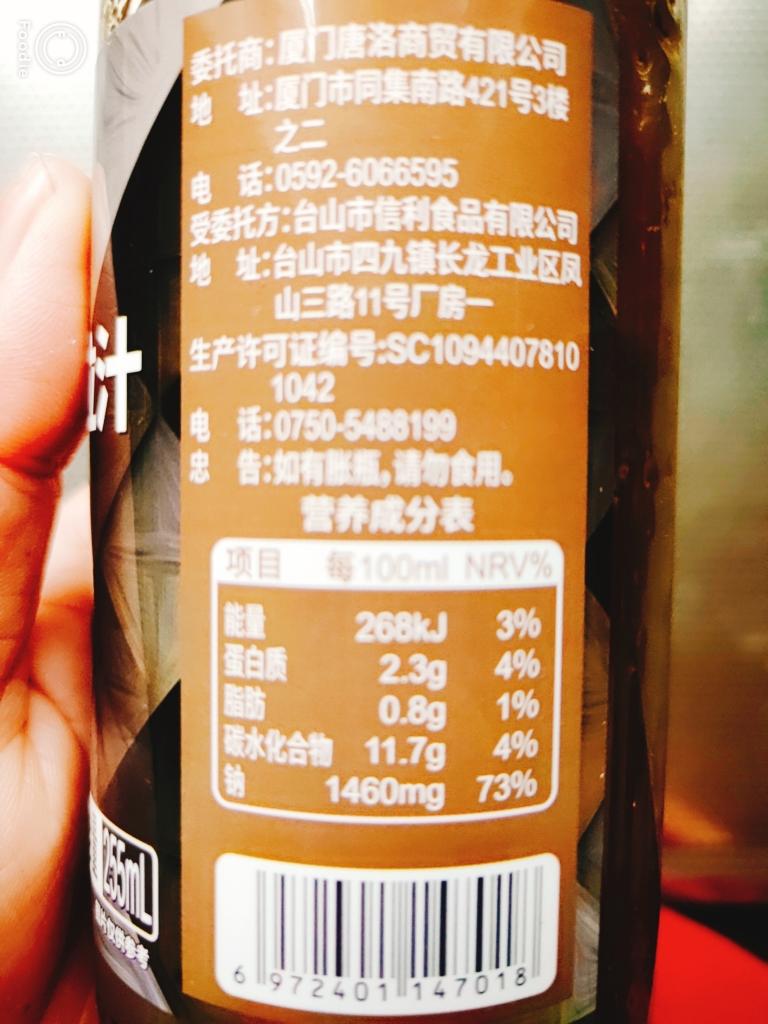 Foodie
委托商:厦门唐洛商贸有限公司
地 址:厦门市同集南路421号3楼
之二
电 话:0592-6066595
受委托方:台山市信利食品有限公司
地 址:台山市四九镇长龙工业区凤
山三路11号厂房一
生产许可证编号:SC1094407810
1042
电 话:0750-5488199
忠 告:如有胀瓶,请勿食用。
营养成分表
项目 每100ml NRV%
能量 268kJ 3%
蛋白质 2.3g 4%
脂肪 0.8g 1%
碳水化合物 11.7g 4%
钠 1460mg 73%
汁
255mL
图片仅供参考
6 972401 147018